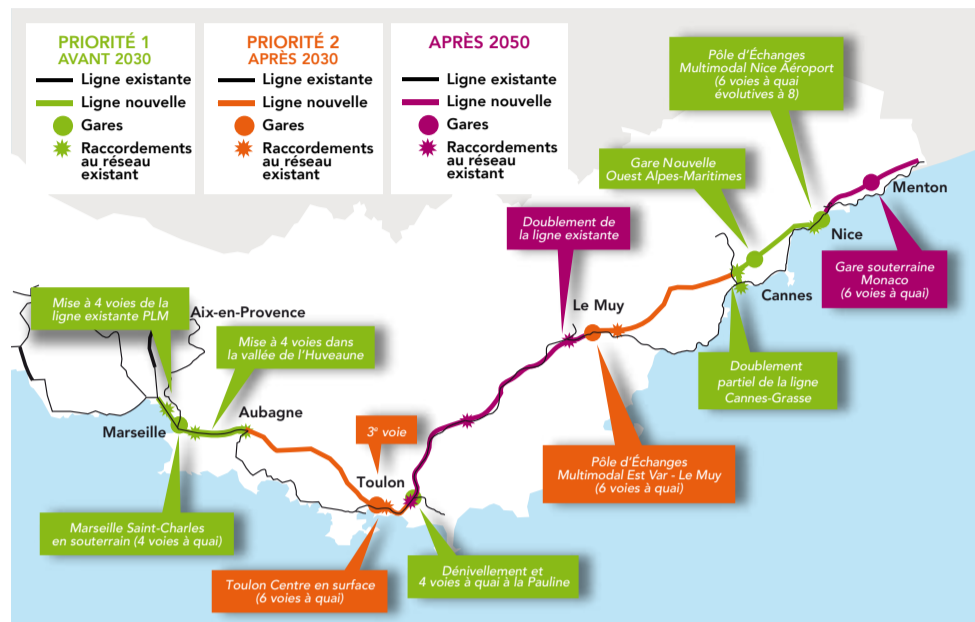 PRIORITÉ 1
AVANT 2030
Ligne existante
Ligne nouvelle
Gares
Raccordements
au réseau
existant
PRIORITÉ 2
APRÈS 2030
Ligne existante
Ligne nouvelle
Gares
Raccordements
au réseau
existant
APRÈS 2050
Ligne existante
Ligne nouvelle
Gares
Raccordements
au réseau
existant
Pôle d'Échanges
Multimodal Nice Aéroport
(6 voies à quai
évolutives à 8)
Gare Nouvelle
Ouest Alpes-Maritimes
Menton
Doublement de
la ligne existante
Nice
Gare souterraine
Monaco
(6 voies à quai)
Cannes
Le Muy
Mise à 4 voies de la
ligne existante PLM
Aix-en-Provence
Mise à 4 voies dans
la vallée de l'Huveaune
Doublement
partiel de la ligne
Cannes-Grasse
Aubagne
Marseille
3e voie
Toulon
Pôle d'Échanges
Multimodal Est Var - Le Muy
(6 voies à quai)
Marseille Saint-Charles
en souterrain (4 voies à quai)
Dénivellement et
4 voies à quai à la Pauline
Toulon Centre en surface
(6 voies à quai)